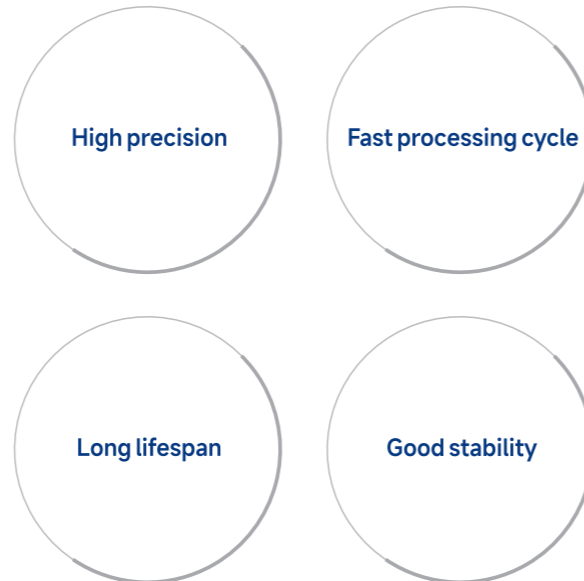 High precision
Fast processing cycle
Long lifespan
Good stability